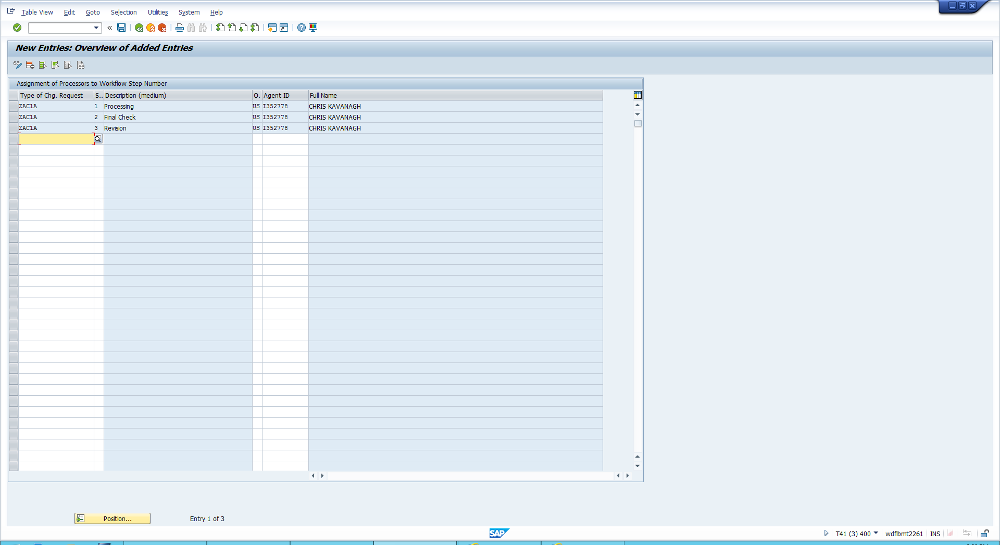 Table View Edit Goto Selection Utilities System Help
New Entries: Overview of Added Entries
Assignment of Processors to Workflow Step Number
Type of Chg. Request S.. Description (medium) O. Agent ID Full Name
ZAC1A 1 Processing US I352778 CHRIS KAVANAGH
ZAC1A 2 Final Check US I352778 CHRIS KAVANAGH
ZAC1A 3 Revision US I352778 CHRIS KAVANAGH
Position... Entry 1 of 3
SAP T41 (3) 400 wdflbmt2261 INS